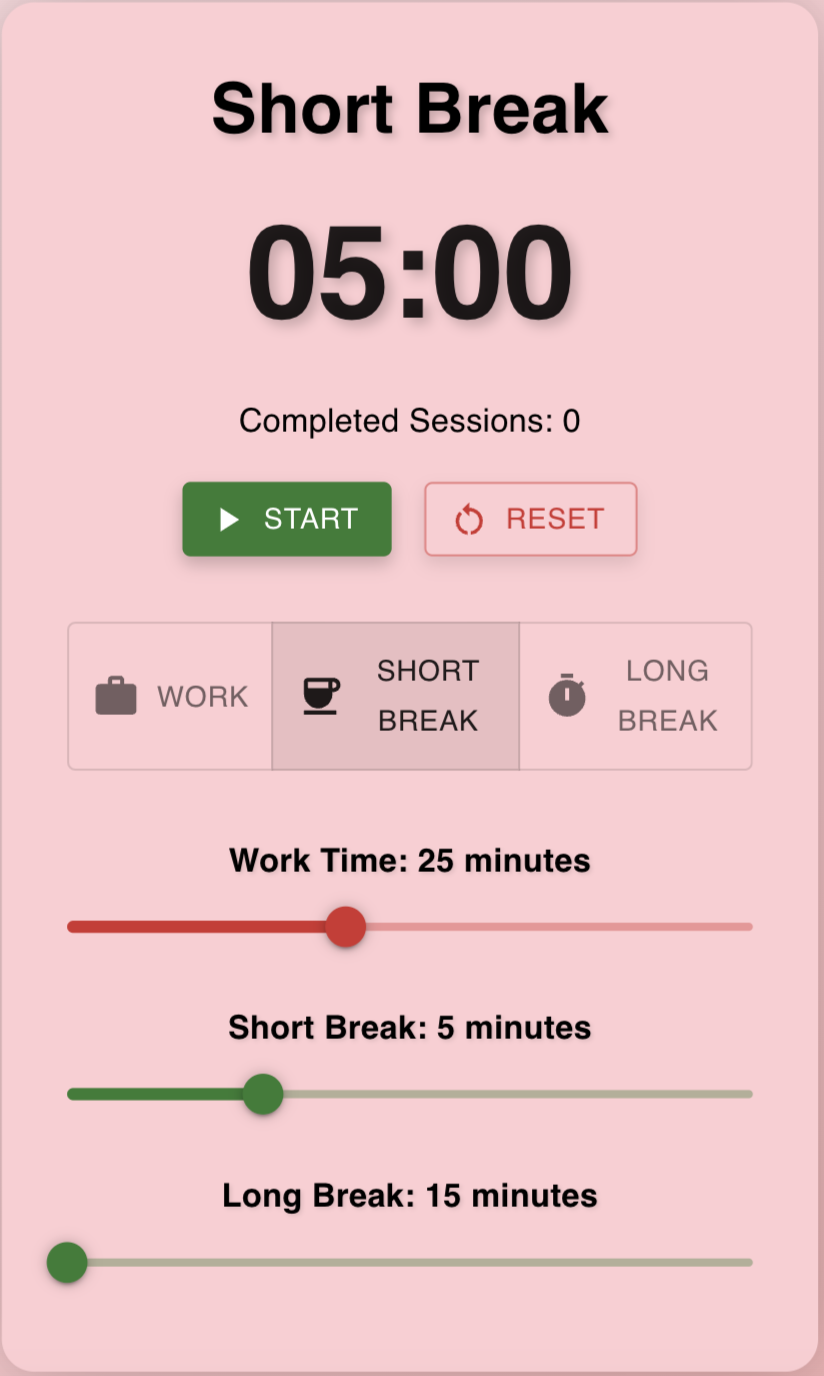 Short Break
05:00
Completed Sessions: 0
START
RESET
WORK
SHORT
BREAK
LONG
BREAK
Work Time: 25 minutes
Short Break: 5 minutes
Long Break: 15 minutes